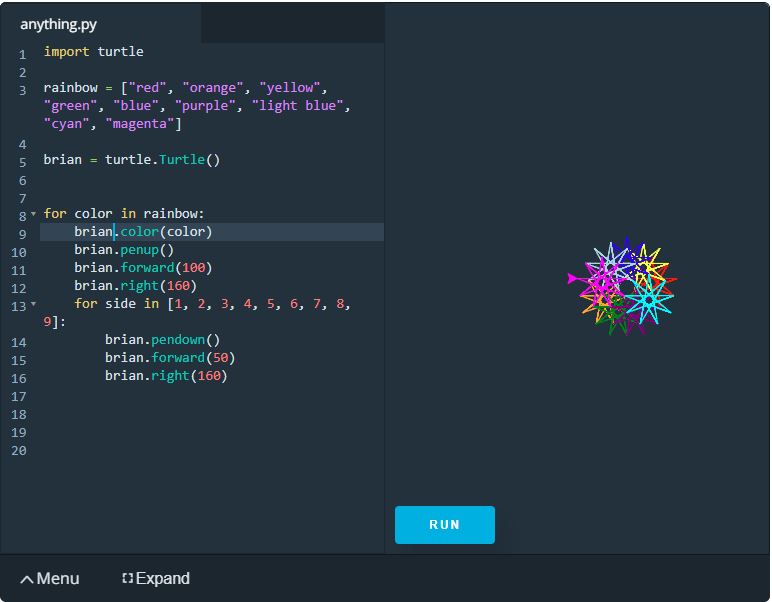 anything.py
1 import turtle
2
3 rainbow = ["red", "orange", "yellow",
"green", "blue", "purple", "light blue",
"cyan", "magenta"]
4
5 brian = turtle.Turtle()
6
7
8 for color in rainbow:
9 brian.color(color)
10 brian.penup()
11 brian.forward(100)
12 brian.right(160)
13 for side in [1, 2, 3, 4, 5, 6, 7, 8,
9]:
14 brian.pendown()
15 brian.forward(50)
16 brian.right(160)
17
18
19
20
RUN
Menu
Expand